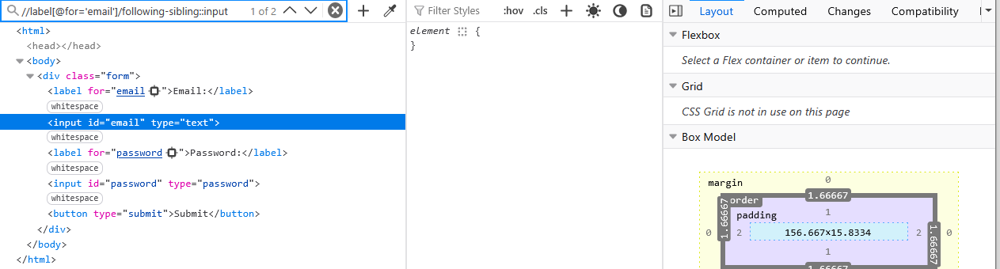 //label[@for='email']/following-sibling::input 1 of 2
<html>
<head></head>
<body>
<div class="form">
<label for="email">Email:</label>
whitespace
<input id="email" type="text">
whitespace
<label for="password">Password:</label>
whitespace
<input id="password" type="password">
whitespace
<button type="submit">Submit</button>
</div>
</body>
</html>
Filter Styles :hov .cls
element {
}
Layout Computed Changes Compatibility
Flexbox
Select a Flex container or item to continue.
Grid
CSS Grid is not in use on this page
Box Model
margin 0
order 1.66667
padding 1
0 1.66667 2 156.667×15.8334 2 1.66667 0
1
1.66667